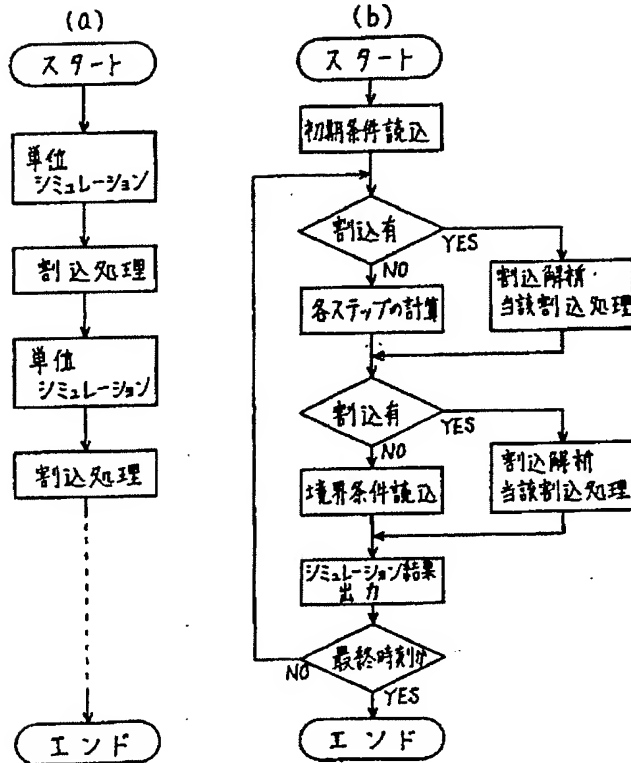 (a)
スタート
単位
シミュレーション
割込処理
単位
シミュレーション
割込処理
エンド
(b)
スタート
初期条件読込
割込有
YES
NO
割込解析・
当該割込処理
各ステップの計算
割込有
YES
NO
割込解析
当該割込処理
境界条件読込
シミュレーション結果
出力
最終時刻か
NO
YES
エンド